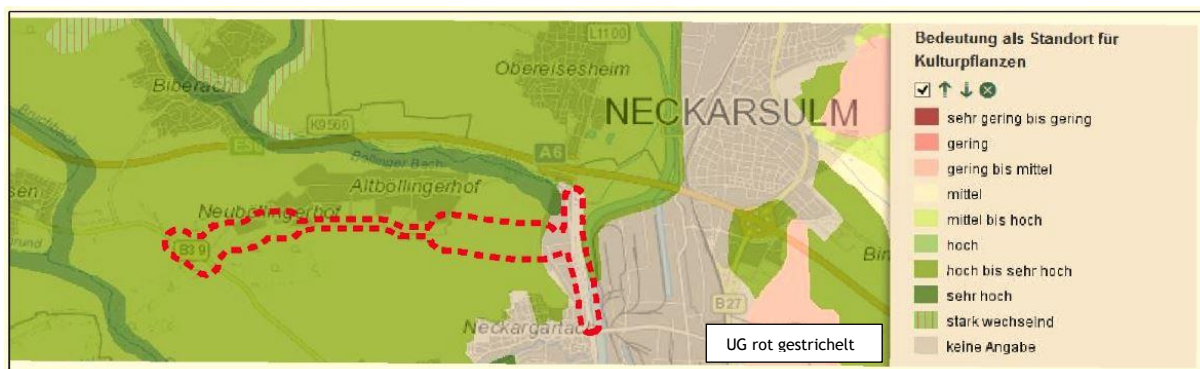 L1100
Obereisesheim
Biberach
NECKARSULM
K9560
A6
Böllinger Bach
Altböllingerhof
Neuböllingerhof
B39
B27
UG rot gestrichelt
Bedeutung als Standort für
Kulturpflanzen
sehr gering bis gering
gering
gering bis mittel
mittel
mittel bis hoch
hoch
hoch bis sehr hoch
sehr hoch
stark wechselnd
keine Angabe